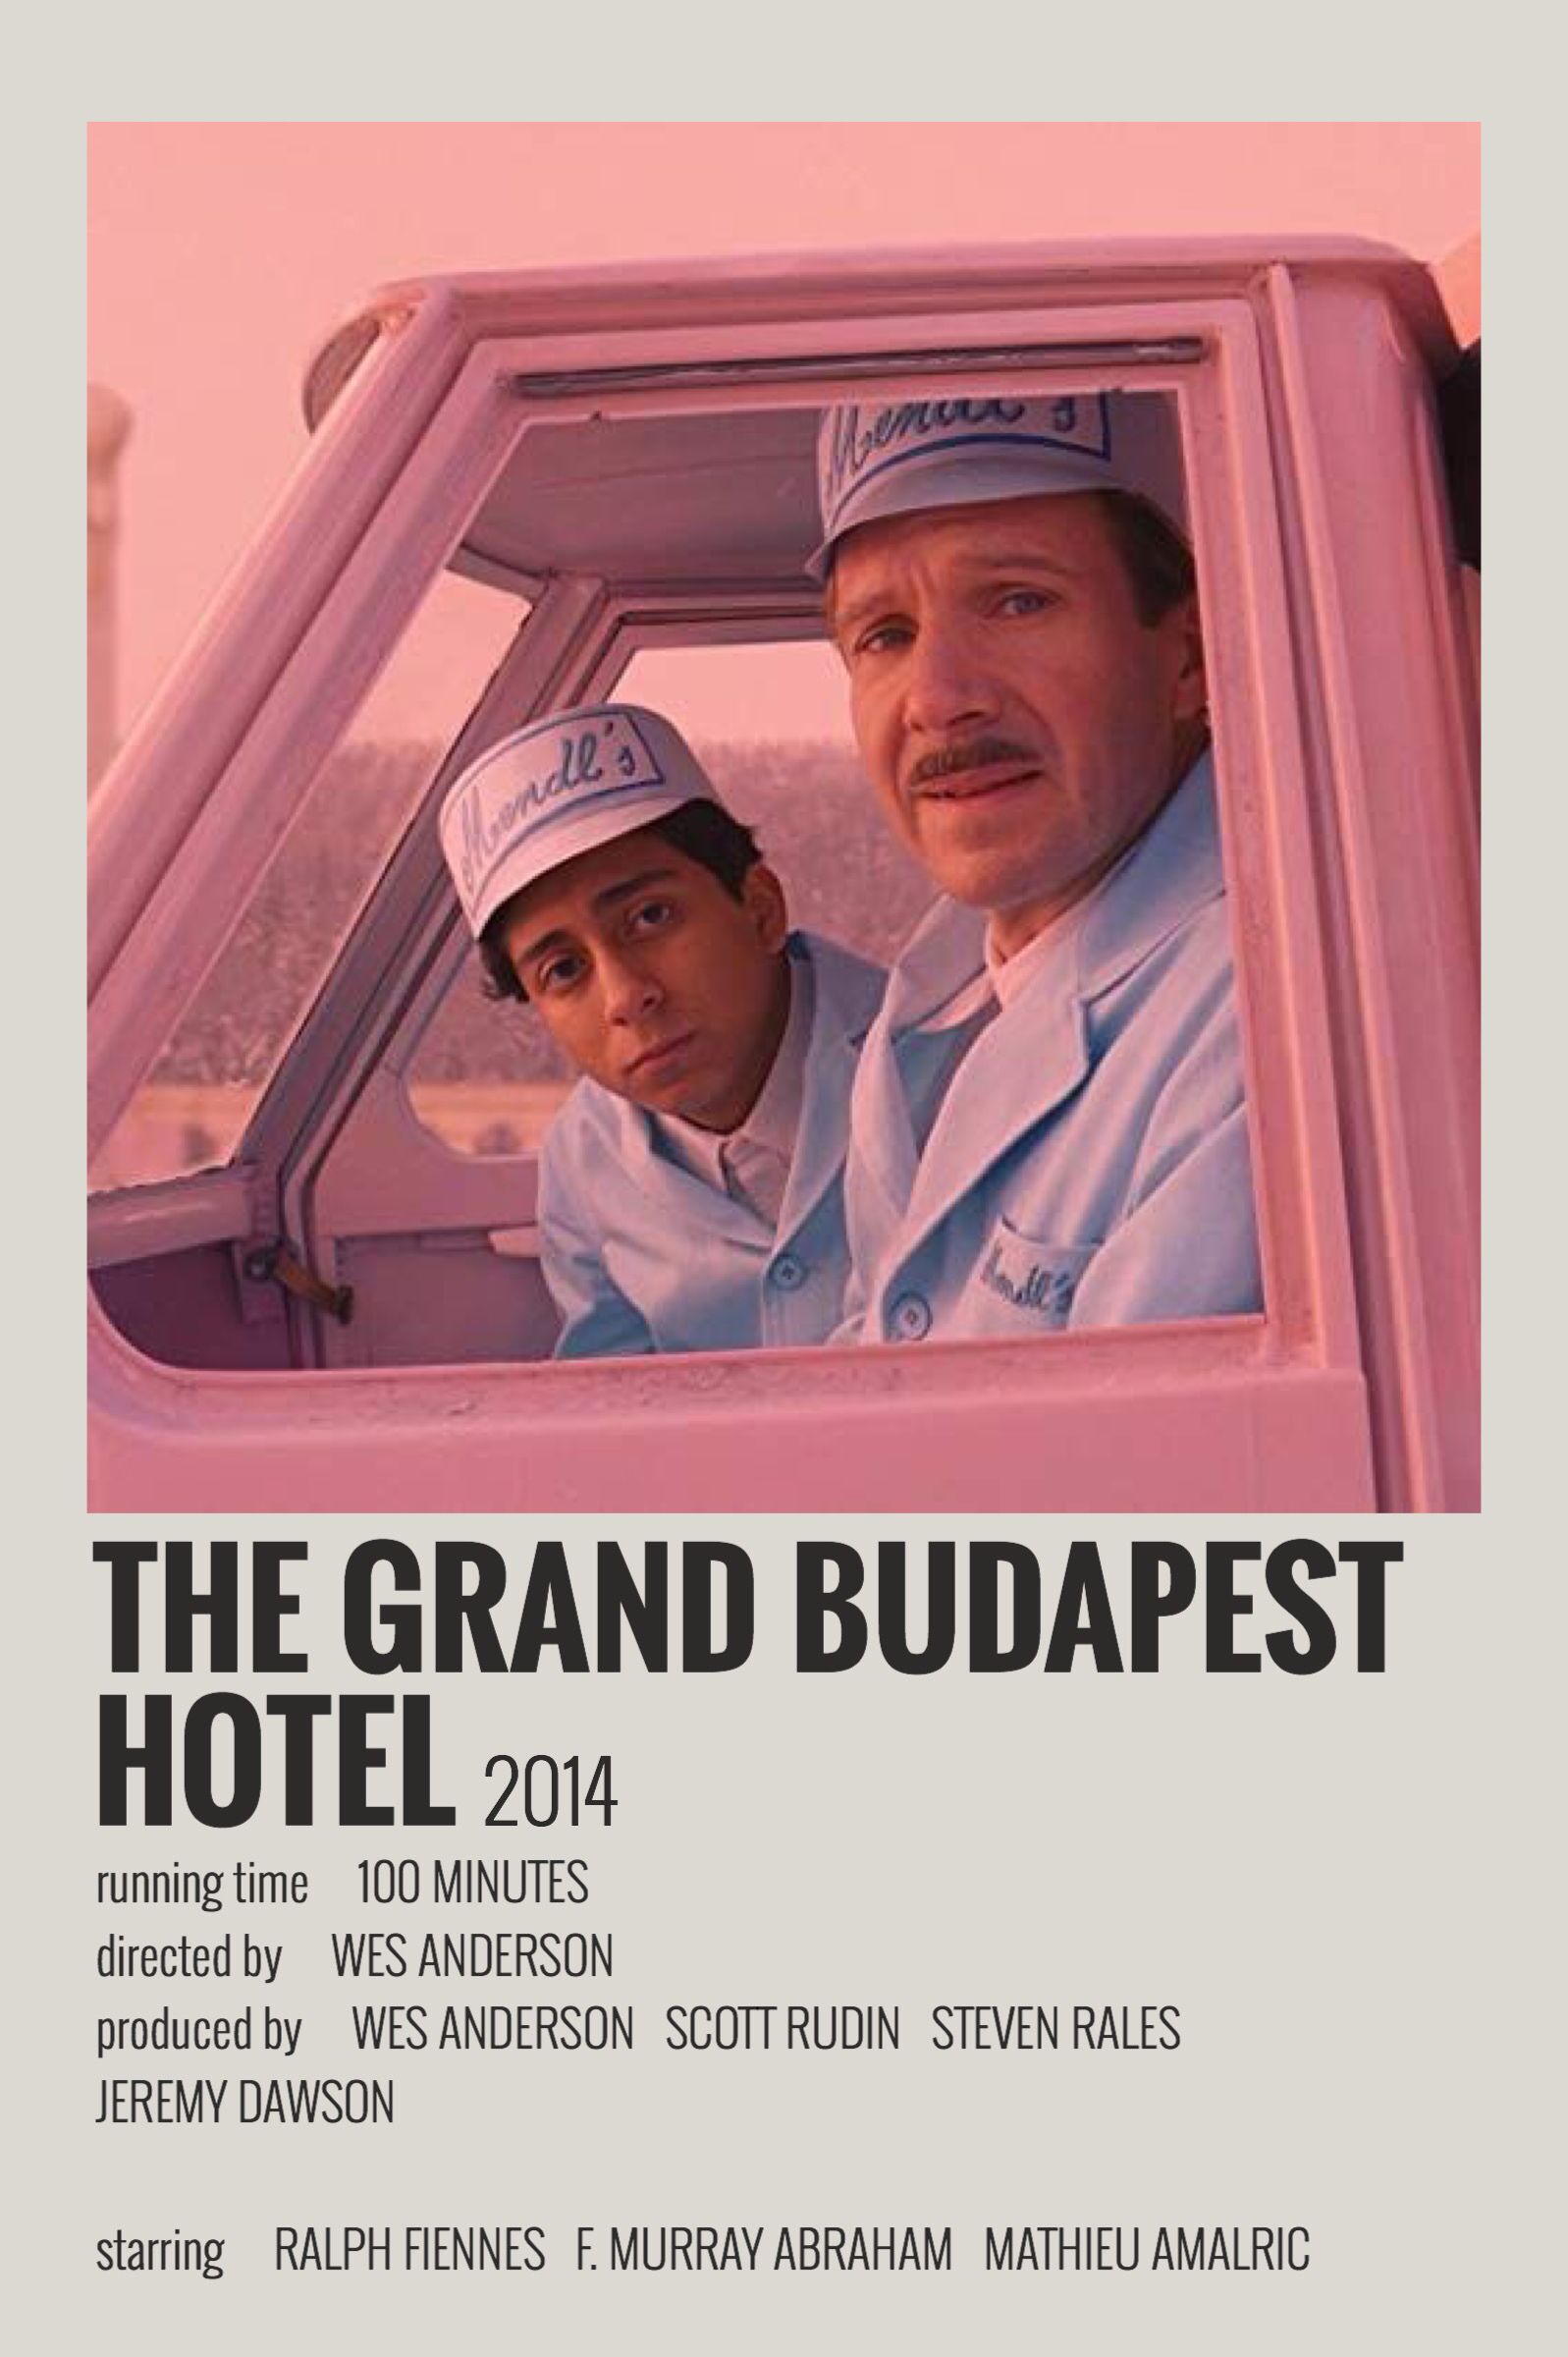 Mendl's
Mendl's
Mendl's
THE GRAND BUDAPEST
HOTEL 2014
running time 100 MINUTES
directed by WES ANDERSON
produced by WES ANDERSON SCOTT RUDIN STEVEN RALES
JEREMY DAWSON
starring RALPH FIENNES F. MURRAY ABRAHAM MATHIEU AMALRIC